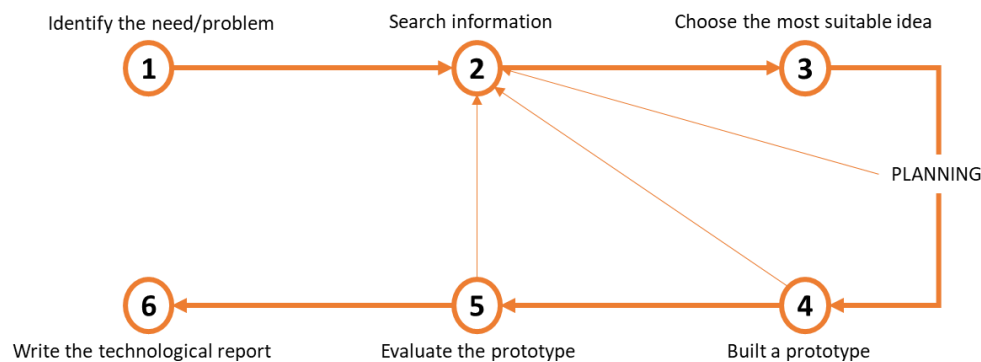 Identify the need/problem
Search information
Choose the most suitable idea
1
2
3
PLANNING
6
5
4
Write the technological report
Evaluate the prototype
Built a prototype